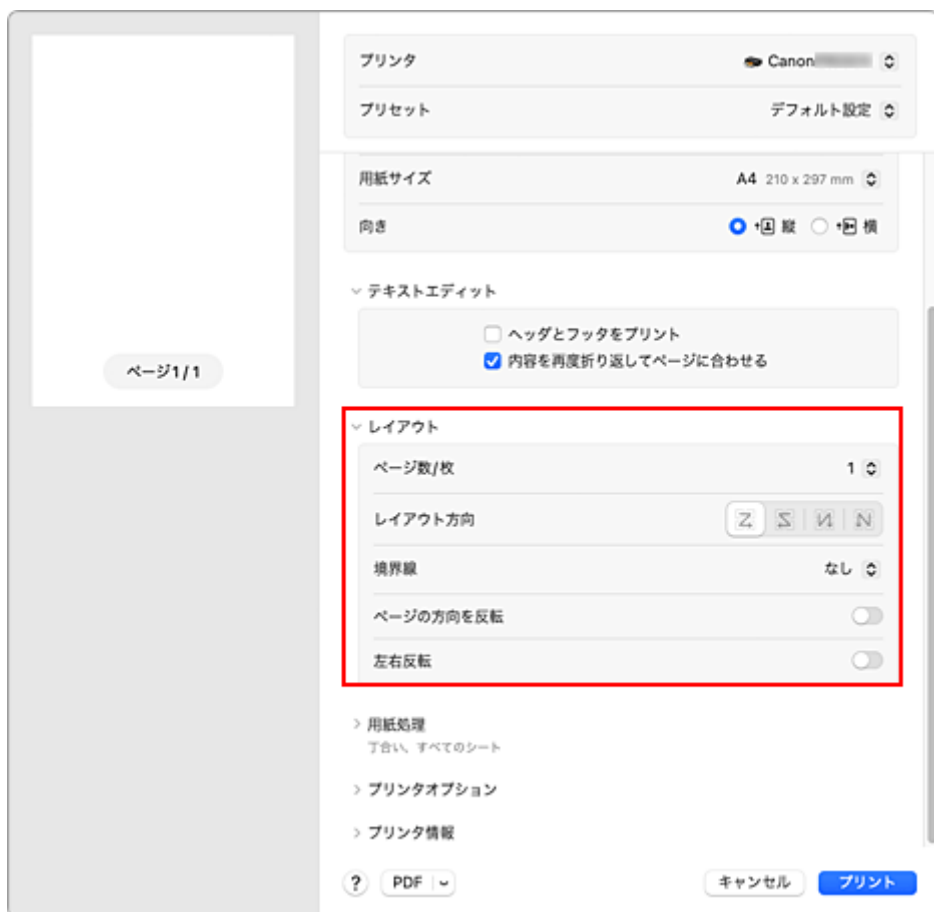 プリンタ
Canon
プリセット
デフォルト設定
用紙サイズ
A4 210 x 297 mm
向き
縦 横
テキストエディット
ヘッダとフッタをプリント
内容を再度折り返してページに合わせる
ページ1/1
レイアウト
ページ数/枚
1
レイアウト方向
境界線
なし
ページの方向を反転
左右反転
用紙処理
丁合い、すべてのシート
プリンタオプション
プリンタ情報
? PDF
キャンセル
プリント